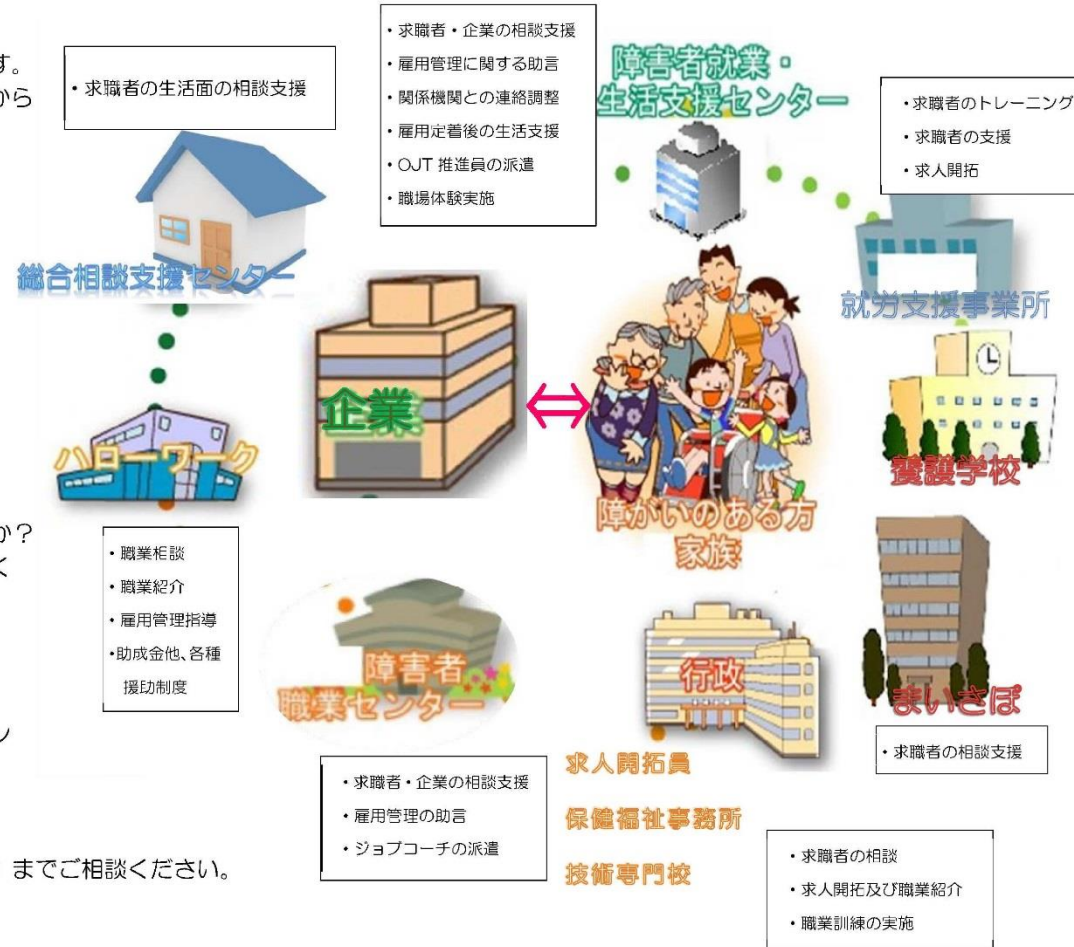 す。
から
・求職者の生活面の相談支援
総合相談支援センター
・求職者・企業の相談支援
・雇用管理に関する助言
・関係機関との連絡調整
・雇用定着後の生活支援
・OJT 推進員の派遣
・職場体験実施
障害者就業・
生活支援センター
・求職者のトレーニング
・求職者の支援
・求人開拓
就労支援事業所
企業
⇔
障がいのある方
家族
養護学校
ハローワーク
か?
く
・職業相談
・職業紹介
・雇用管理指導
・助成金他、各種
援助制度
障害者
職業センター
行政
まいさぽ
・求職者の相談支援
ン
・求職者・企業の相談支援
・雇用管理の助言
・ジョブコーチの派遣
求人開拓員
保健福祉事務所
技術専門校
・求職者の相談
・求人開拓及び職業紹介
・職業訓練の実施
までご相談ください。